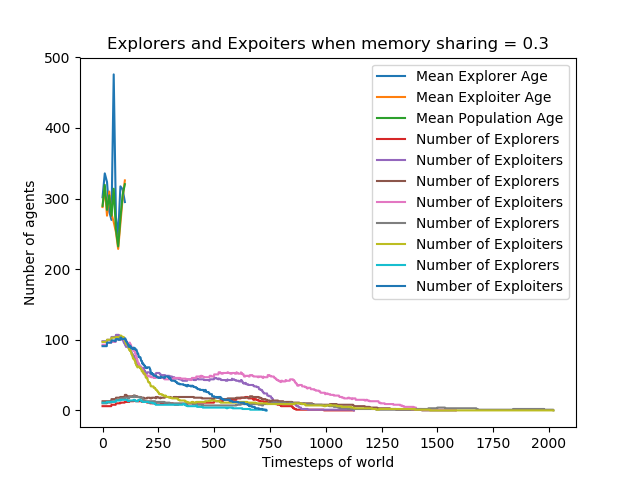 Explorers and Expoiters when memory sharing = 0.3
Number of agents
500
400
300
200
100
0
Mean Explorer Age
Mean Exploiter Age
Mean Population Age
Number of Explorers
Number of Exploiters
Number of Explorers
Number of Exploiters
Number of Explorers
Number of Exploiters
Number of Explorers
Number of Exploiters
0 250 500 750 1000 1250 1500 1750 2000
Timesteps of world